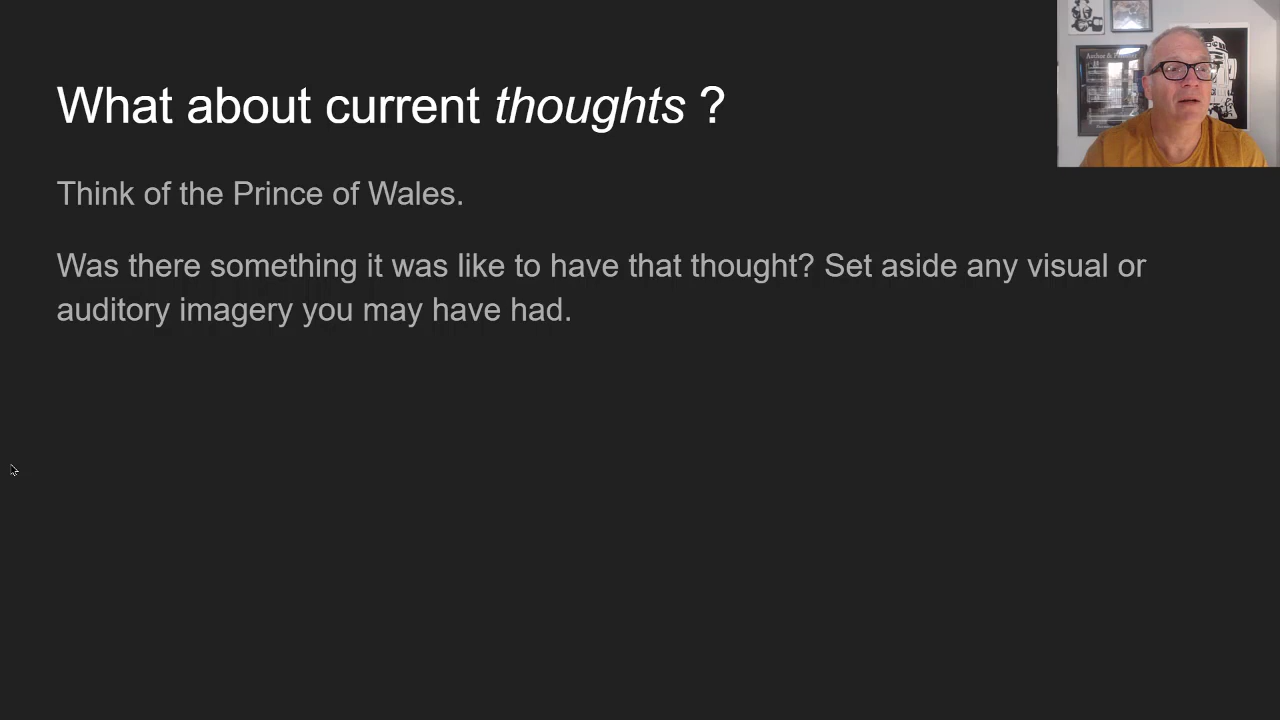 What about current thoughts ?
Think of the Prince of Wales.
Was there something it was like to have that thought? Set aside any visual or
auditory imagery you may have had.